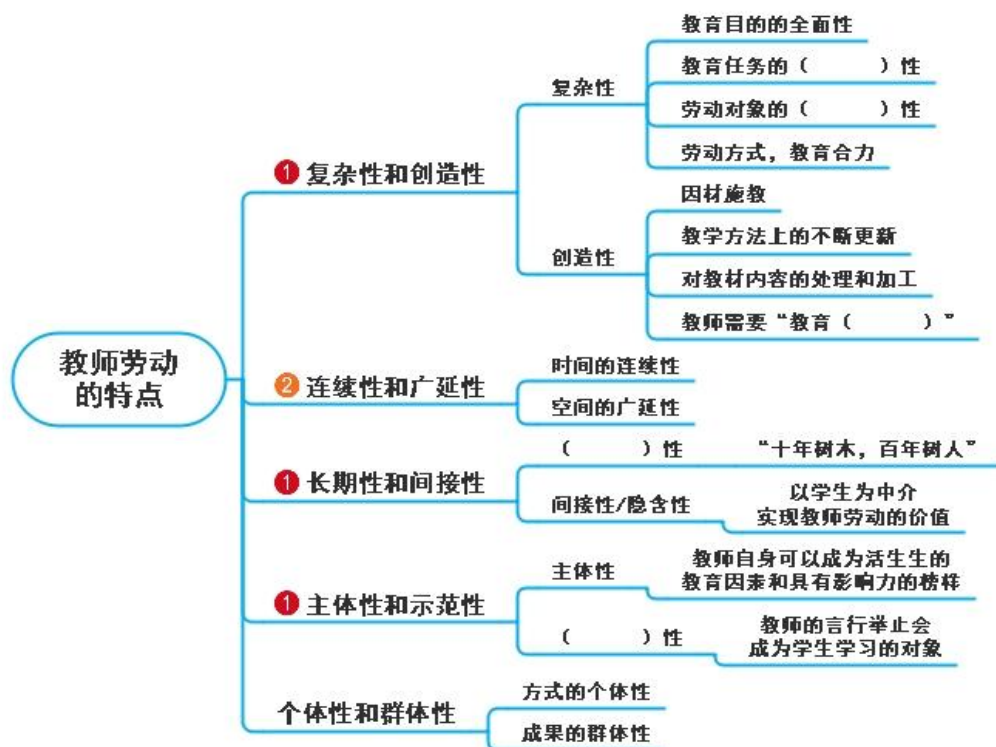 教师劳动
的特点
❶ 复杂性和创造性
复杂性
教育目的的全面性
教育任务的（　　　）性
劳动对象的（　　　）性
劳动方式，教育合力
创造性
因材施教
教学方法上的不断更新
对教材内容的处理和加工
教师需要“教育（　　　）”
❷ 连续性和广延性
时间的连续性
空间的广延性
❶ 长期性和间接性
（　　　）性
“十年树木，百年树人”
间接性/隐含性
以学生为中介
实现教师劳动的价值
❶ 主体性和示范性
主体性
教师自身可以成为活生生的
教育因素和具有影响力的榜样
（　　　）性
教师的言行举止会
成为学生学习的对象
个体性和群体性
方式的个体性
成果的群体性